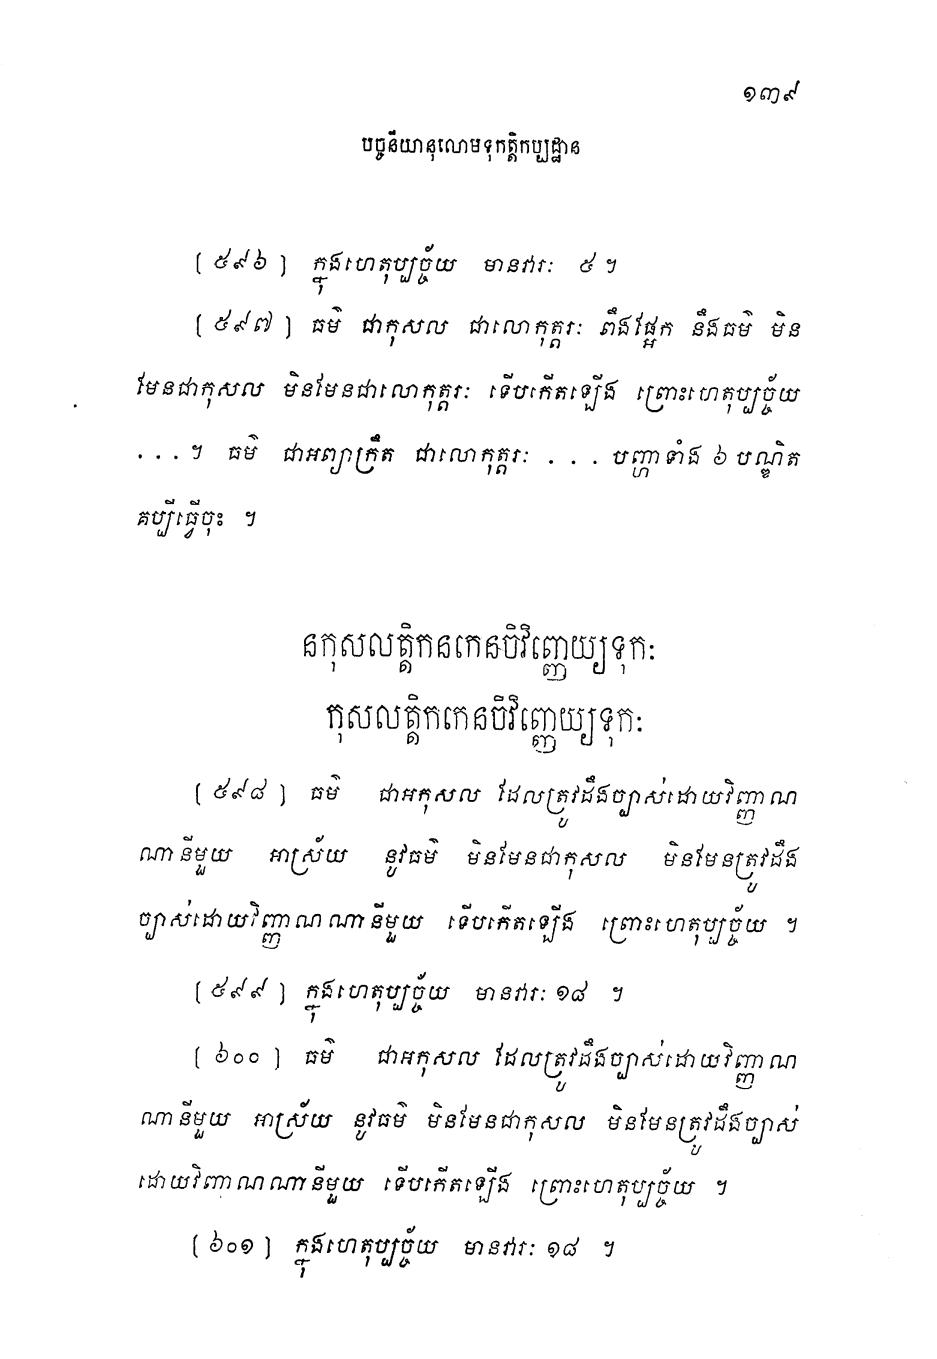 ១៣៩
បច្ចនីយានុលោមទុកត្តិកប្បដ្ឋាន
(៥៩៦) ក្នុងហេតុប្បច្ច័យ មានវារៈ ៥ ។
(៥៩៧) ធម៌ ជាកុសល ជាលោកុត្តរៈ ពឹងផ្អែក នឹងធម៌ មិន
មែនជាកុសល មិនមែនជាលោកុត្តរៈ ទើបកើតឡើង ព្រោះហេតុប្បច្ច័យ
...។ ធម៌ ជាអព្យាក្រឹត ជាលោកុត្តរៈ ... បញ្ហាទាំង ៦ បណ្ឌិត
គប្បីធ្វើចុះ ។
នកុសលត្តិកនកេនចិវិញ្ញេយ្យទុកៈ
កុសលត្តិកកេនចិវិញ្ញេយ្យទុកៈ
(៥៩៨) ធម៌ ជាអកុសល ដែលត្រូវដឹងច្បាស់ដោយវិញ្ញាណ
ណានីមួយ អាស្រ័យ នូវធម៌ មិនមែនជាកុសល មិនមែនត្រូវដឹង
ច្បាស់ដោយវិញ្ញាណណានីមួយ ទើបកើតឡើង ព្រោះហេតុប្បច្ច័យ ។
(៥៩៩) ក្នុងហេតុប្បច្ច័យ មានវារៈ ១៨ ។
(៦០០) ធម៌ ជាអកុសល ដែលត្រូវដឹងច្បាស់ដោយវិញ្ញាណ
ណានីមួយ អាស្រ័យ នូវធម៌ មិនមែនជាកុសល មិនមែនត្រូវដឹងច្បាស់
ដោយវិញាណណានីមួយ ទើបកើតឡើង ព្រោះហេតុប្បច្ច័យ ។
(៦០១) ក្នុងហេតុប្បច្ច័យ មានវារៈ ១៨ ។